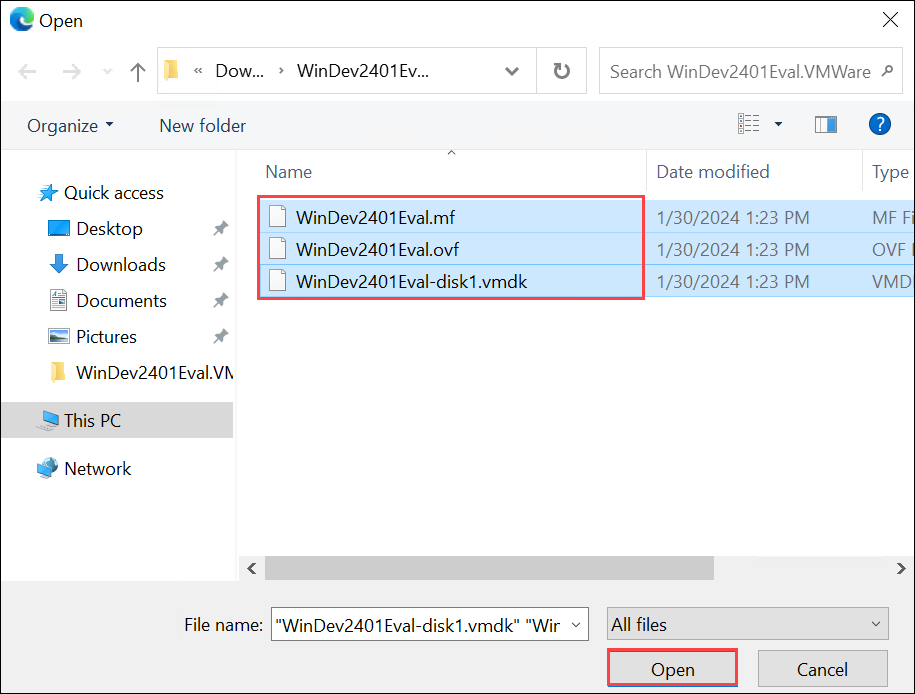 Open
« Dow... › WinDev2401Ev...
Search WinDev2401Eval.VMWare
Organize
New folder
?
Name
Date modified
Type
Quick access
Desktop
Downloads
Documents
Pictures
WinDev2401Eval.VM
This PC
Network
WinDev2401Eval.mf 1/30/2024 1:23 PM MF Fi
WinDev2401Eval.ovf 1/30/2024 1:23 PM OVF
WinDev2401Eval-disk1.vmdk 1/30/2024 1:23 PM VMD
File name: "WinDev2401Eval-disk1.vmdk" "Wir
All files
Open
Cancel